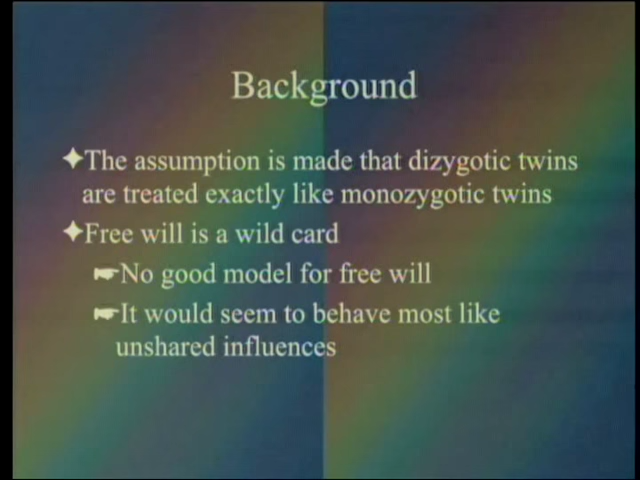 Background
The assumption is made that dizygotic twins
are treated exactly like monozygotic twins
Free will is a wild card
No good model for free will
It would seem to behave most like
unshared influences